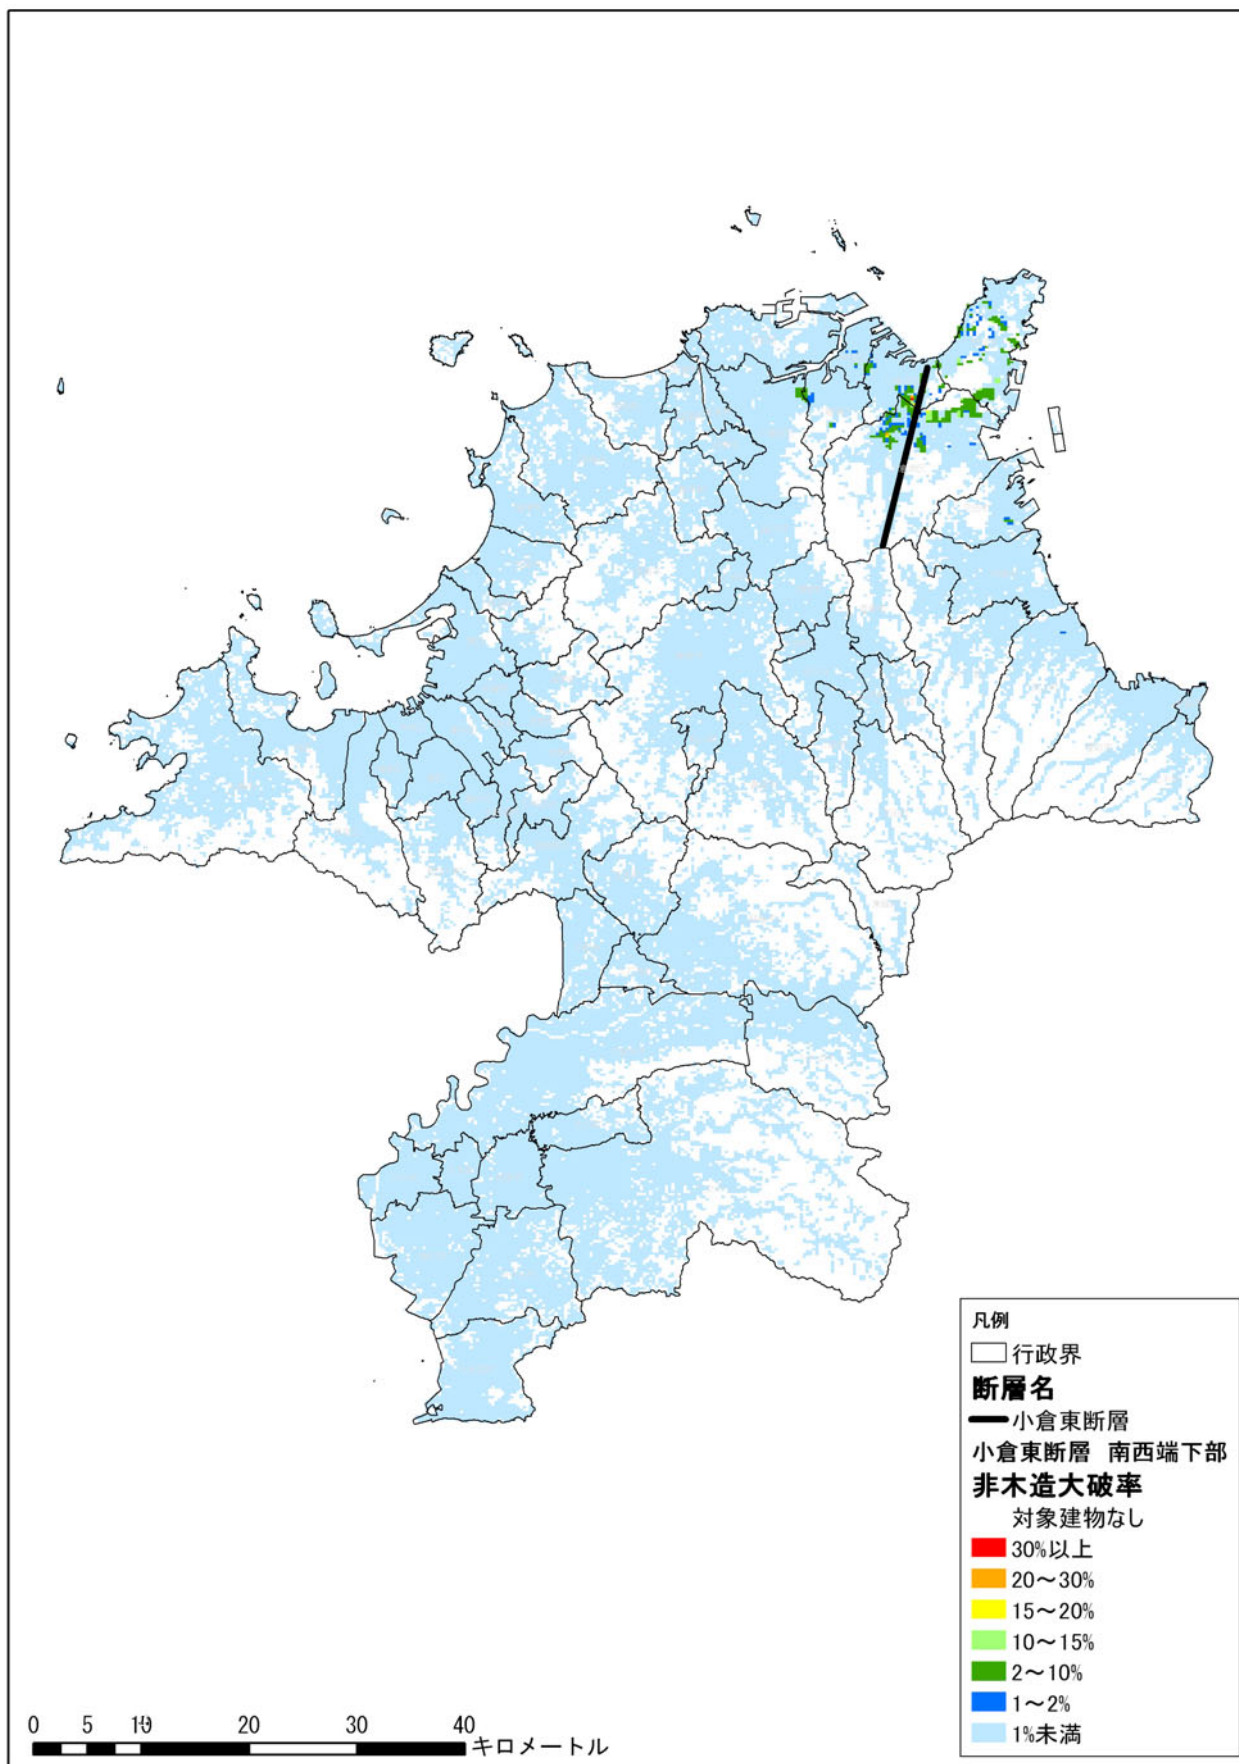 凡例
行政界
断層名
小倉東断層
小倉東断層 南西端下部
非木造大破率
対象建物なし
30%以上
20～30%
15～20%
10～15%
2～10%
1～2%
1%未満
0 5 10 20 30 40
キロメートル